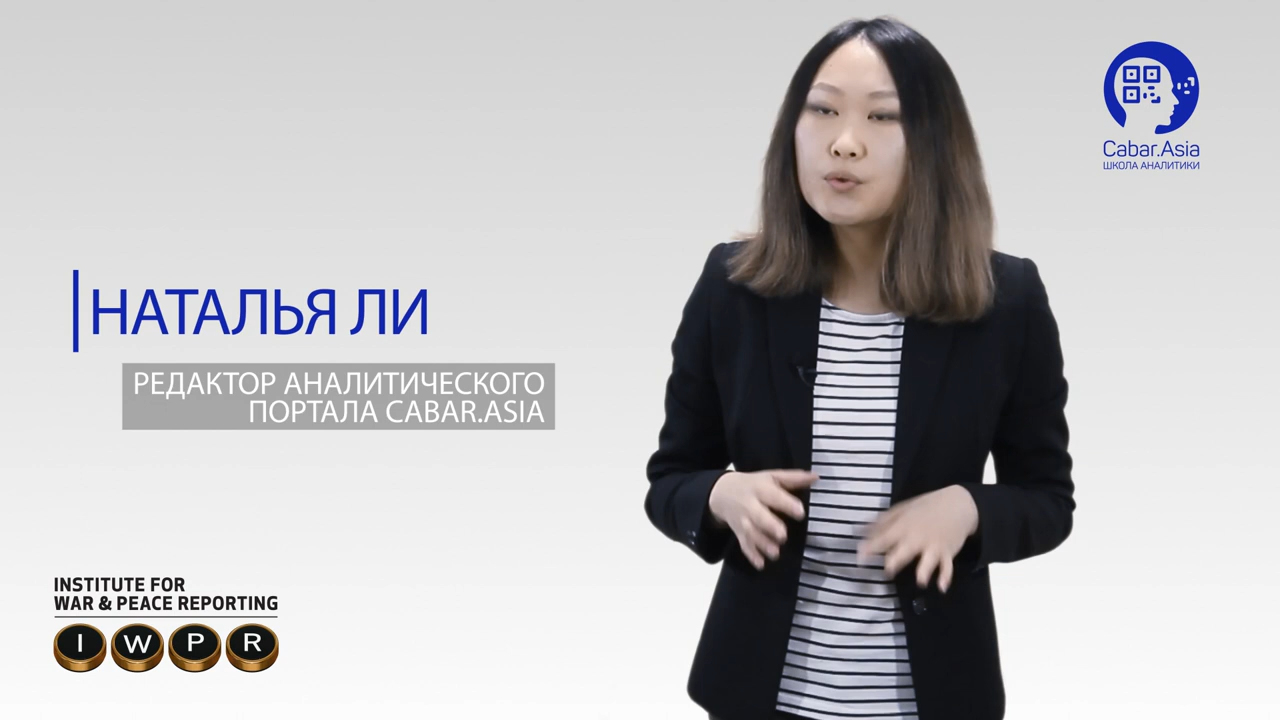 Cabar.Asia
ШКОЛА АНАЛИТИКИ
НАТАЛЬЯ ЛИ
РЕДАКТОР АНАЛИТИЧЕСКОГО
ПОРТАЛА CABAR.ASIA
INSTITUTE FOR
WAR & PEACE REPORTING
I W P R